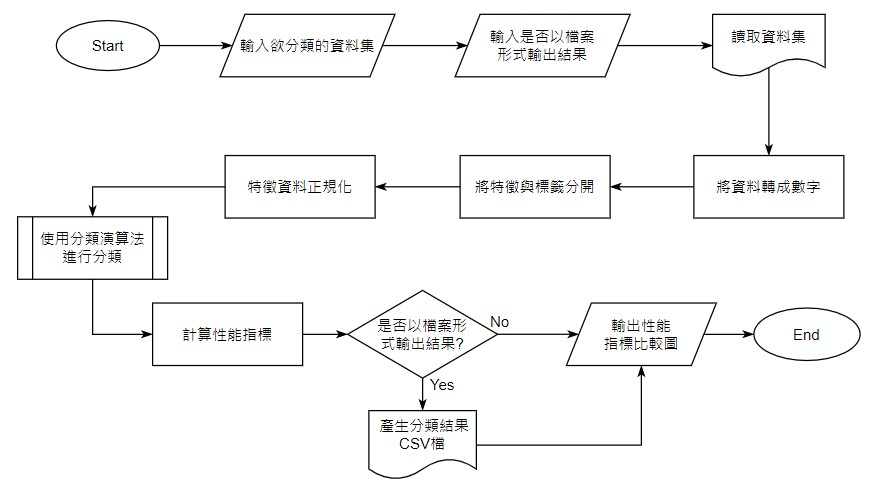 Start
輸入欲分類的資料集
輸入是否以檔案
形式輸出結果
讀取資料集
將資料轉成數字
將特徵與標籤分開
特徵資料正規化
使用分類演算法
進行分類
計算性能指標
是否以檔案形
式輸出結果?
No
Yes
產生分類結果
CSV檔
輸出性能
指標比較圖
End